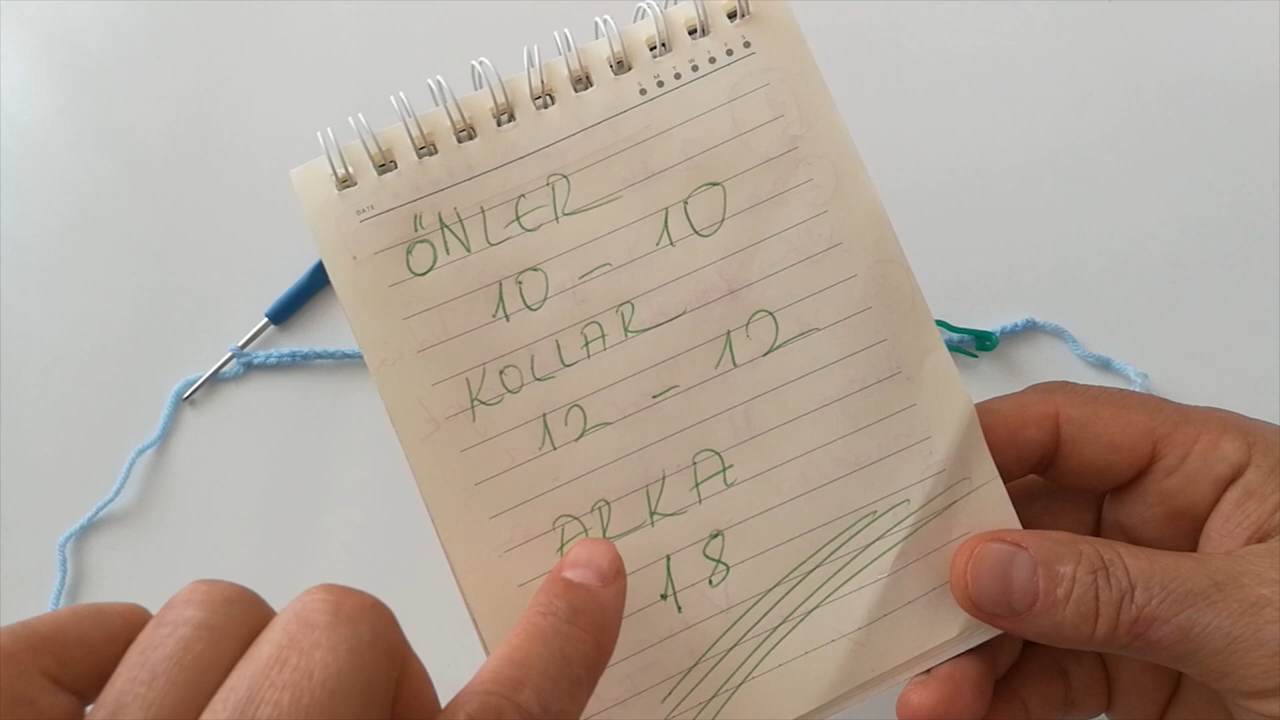 S M T W T F S
DATE
ÖNLER
10 - 10
KOLLAR
12 - 12
ARKA
18